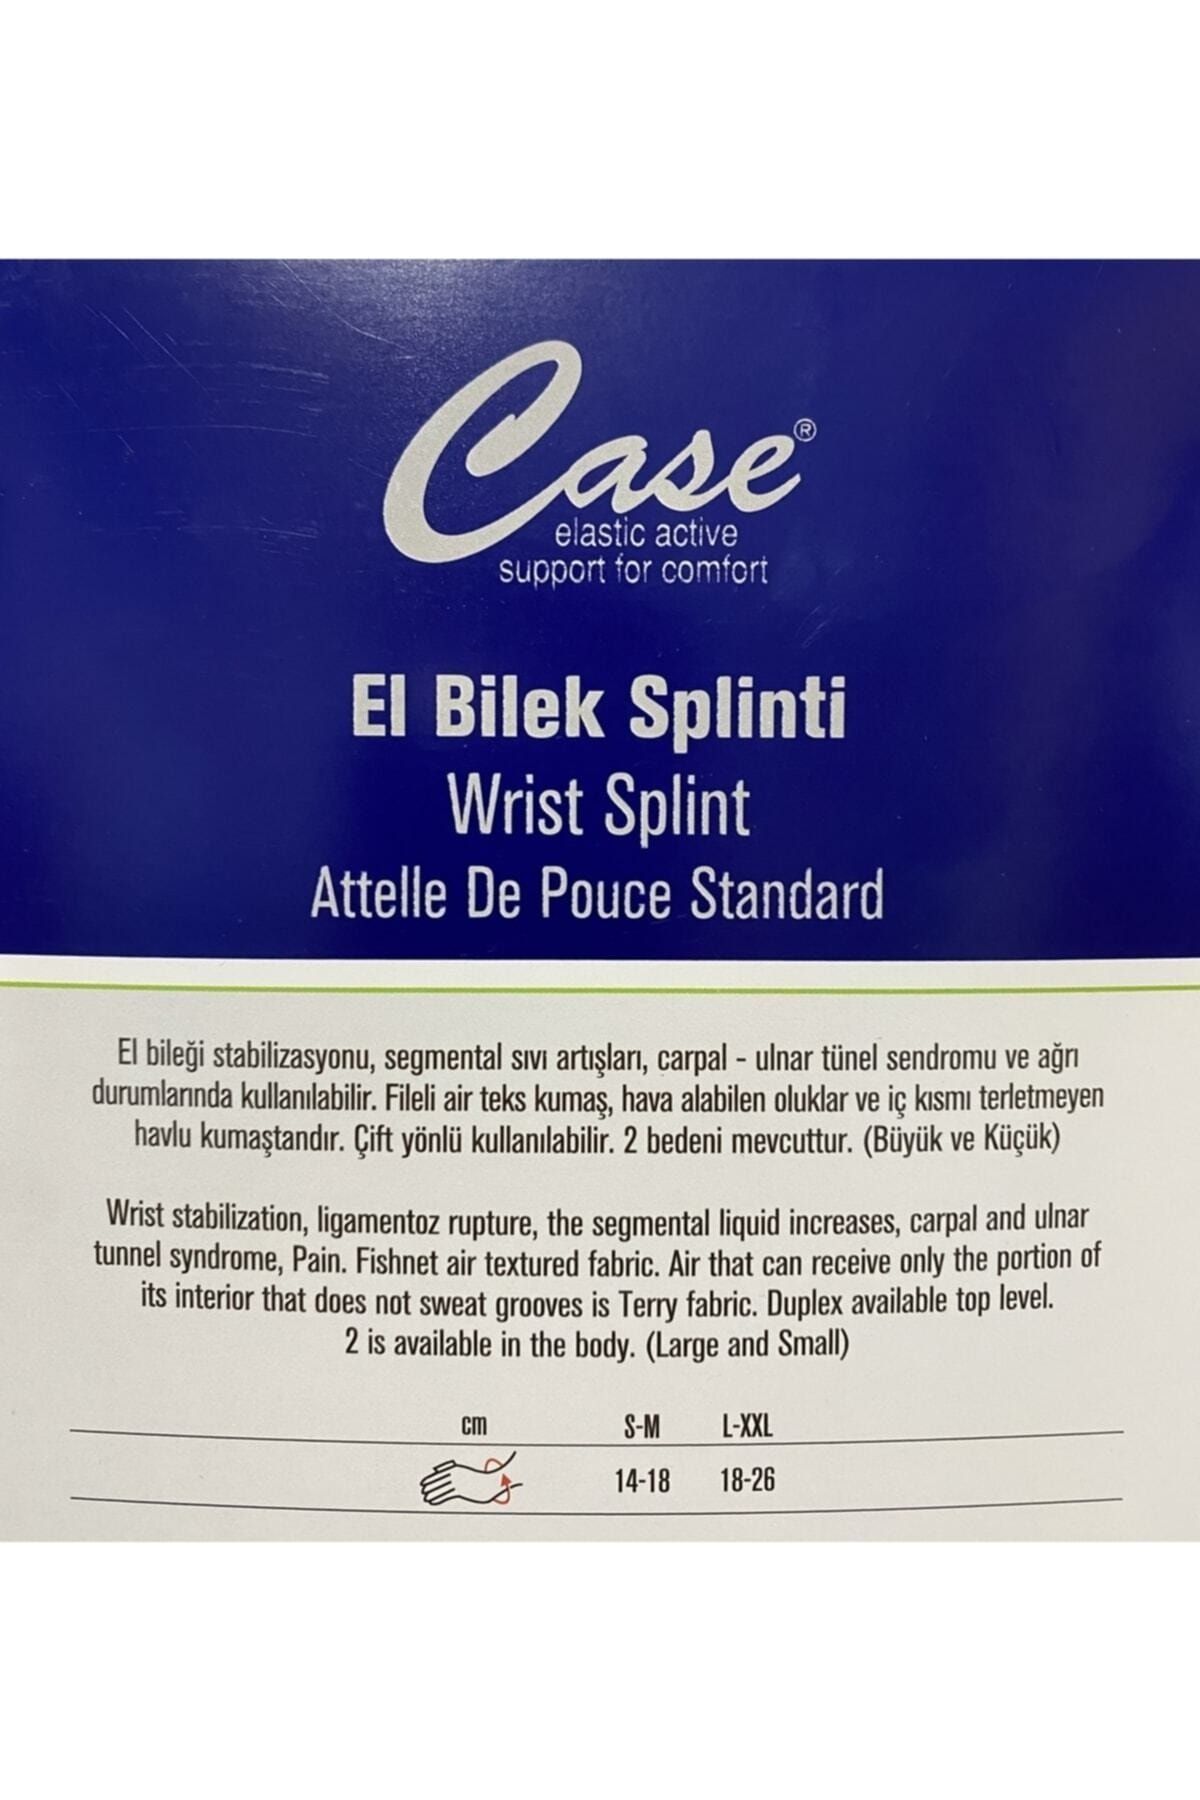 Case®
elastic active
support for comfort
El Bilek Splinti
Wrist Splint
Attelle De Pouce Standard
El bileği stabilizasyonu, segmental sıvı artışları, carpal - ulnar tünel sendromu ve ağrı
durumlarında kullanılabilir. Fileli air teks kumaş, hava alabilen oluklar ve iç kısmı terletmeyen
havlu kumaştandır. Çift yönlü kullanılabilir. 2 bedeni mevcuttur. (Büyük ve Küçük)
Wrist stabilization, ligamentoz rupture, the segmental liquid increases, carpal and ulnar
tunnel syndrome, Pain. Fishnet air textured fabric. Air that can receive only the portion of
its interior that does not sweat grooves is Terry fabric. Duplex available top level.
2 is available in the body. (Large and Small)
cm S-M L-XXL
14-18 18-26